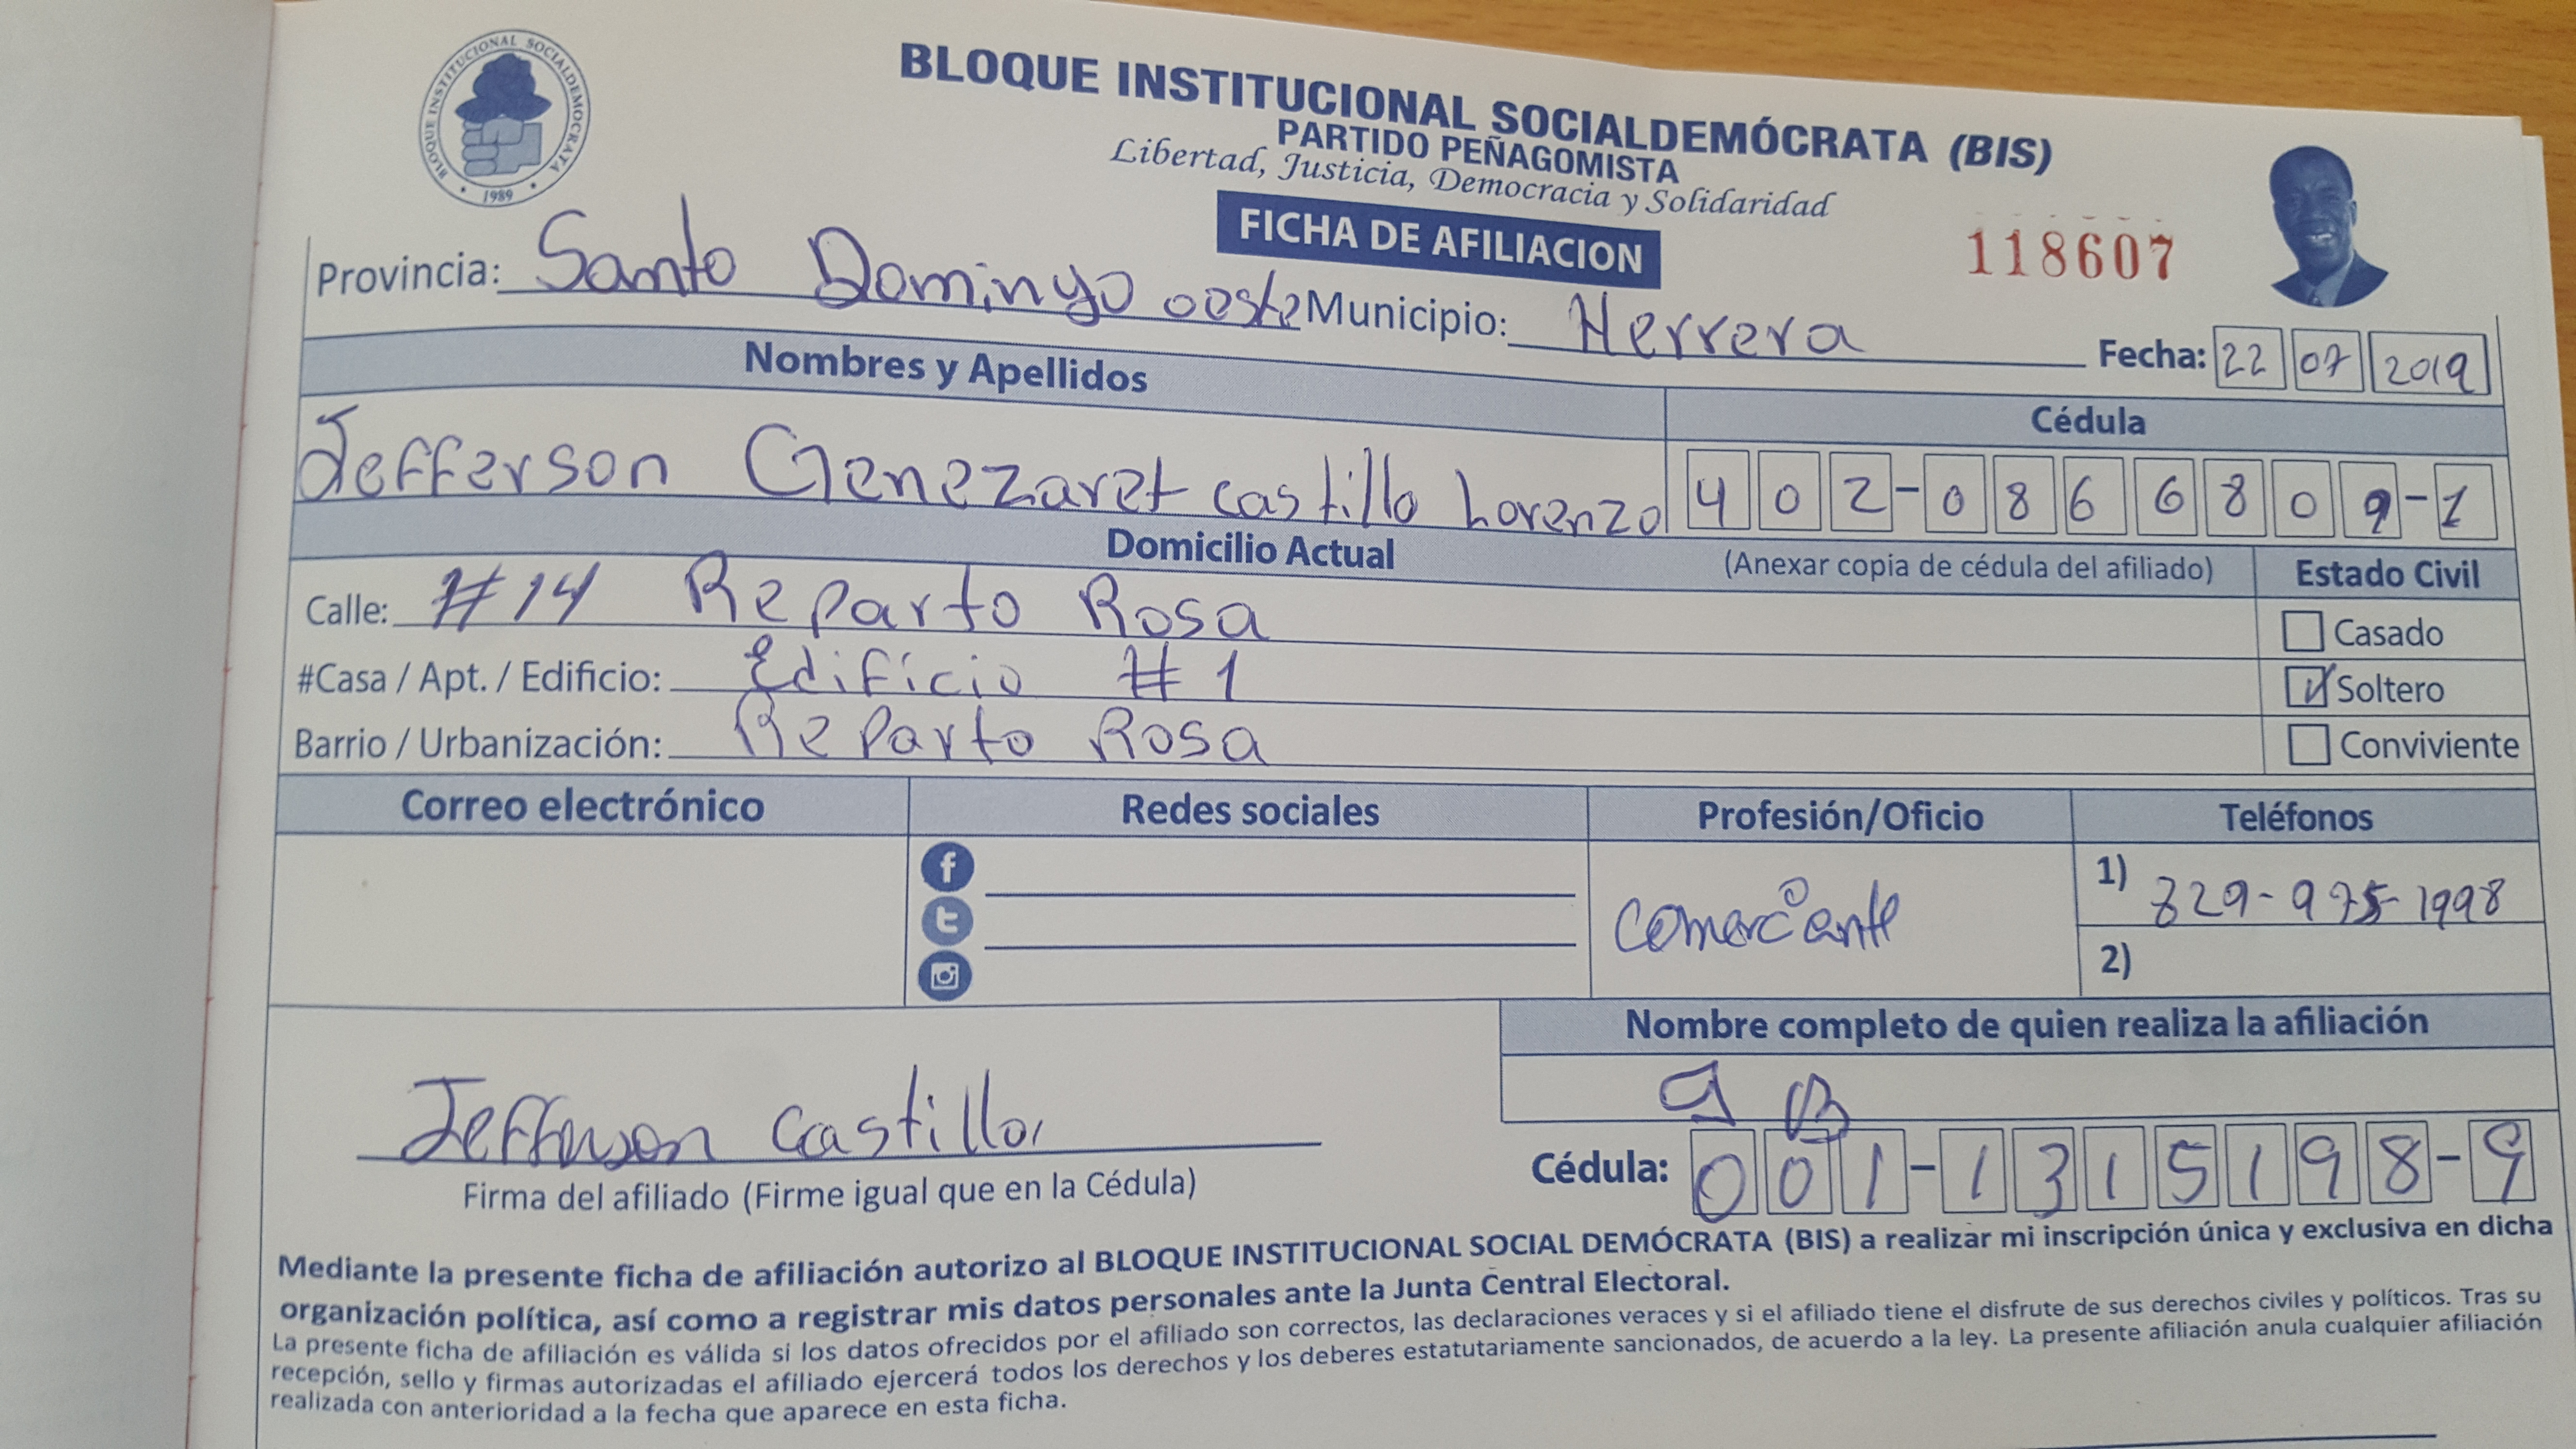 BLOQUE INSTITUCIONAL SOCIALDEMOCRATA
1989
BLOQUE INSTITUCIONAL SOCIALDEMÓCRATA (BIS)
PARTIDO PEÑAGOMISTA
Libertad, Justicia, Democracia y Solidaridad
FICHA DE AFILIACION
118607
Provincia: Santo Domingo oeste Municipio: Herrera Fecha: 22 07 2019
Nombres y Apellidos
Cédula
Jefferson Genezaret Castillo Lorenzo 402-0866809-1
Domicilio Actual (Anexar copia de cédula del afiliado) Estado Civil
Calle: #14 Reparto Rosa Casado
#Casa / Apt. / Edificio: Edificio #1 Soltero
Barrio / Urbanización: Reparto Rosa Conviviente
Correo electrónico Redes sociales Profesión/Oficio Teléfonos
comerciante 1) 829-975-1998
2)
Nombre completo de quien realiza la afiliación
Jefferson Castillo
Cédula: 001-1315198-9
Firma del afiliado (Firme igual que en la Cédula)
Mediante la presente ficha de afiliación autorizo al BLOQUE INSTITUCIONAL SOCIAL DEMÓCRATA (BIS) a realizar mi inscripción única y exclusiva en dicha
organización política, así como a registrar mis datos personales ante la Junta Central Electoral.
La presente ficha de afiliación es válida si los datos ofrecidos por el afiliado son correctos, las declaraciones veraces y si el afiliado tiene el disfrute de sus derechos civiles y políticos. Tras su
recepción, sello y firmas autorizadas el afiliado ejercerá todos los derechos y los deberes estatutariamente sancionados, de acuerdo a la ley. La presente afiliación anula cualquier afiliación
realizada con anterioridad a la fecha que aparece en esta ficha.